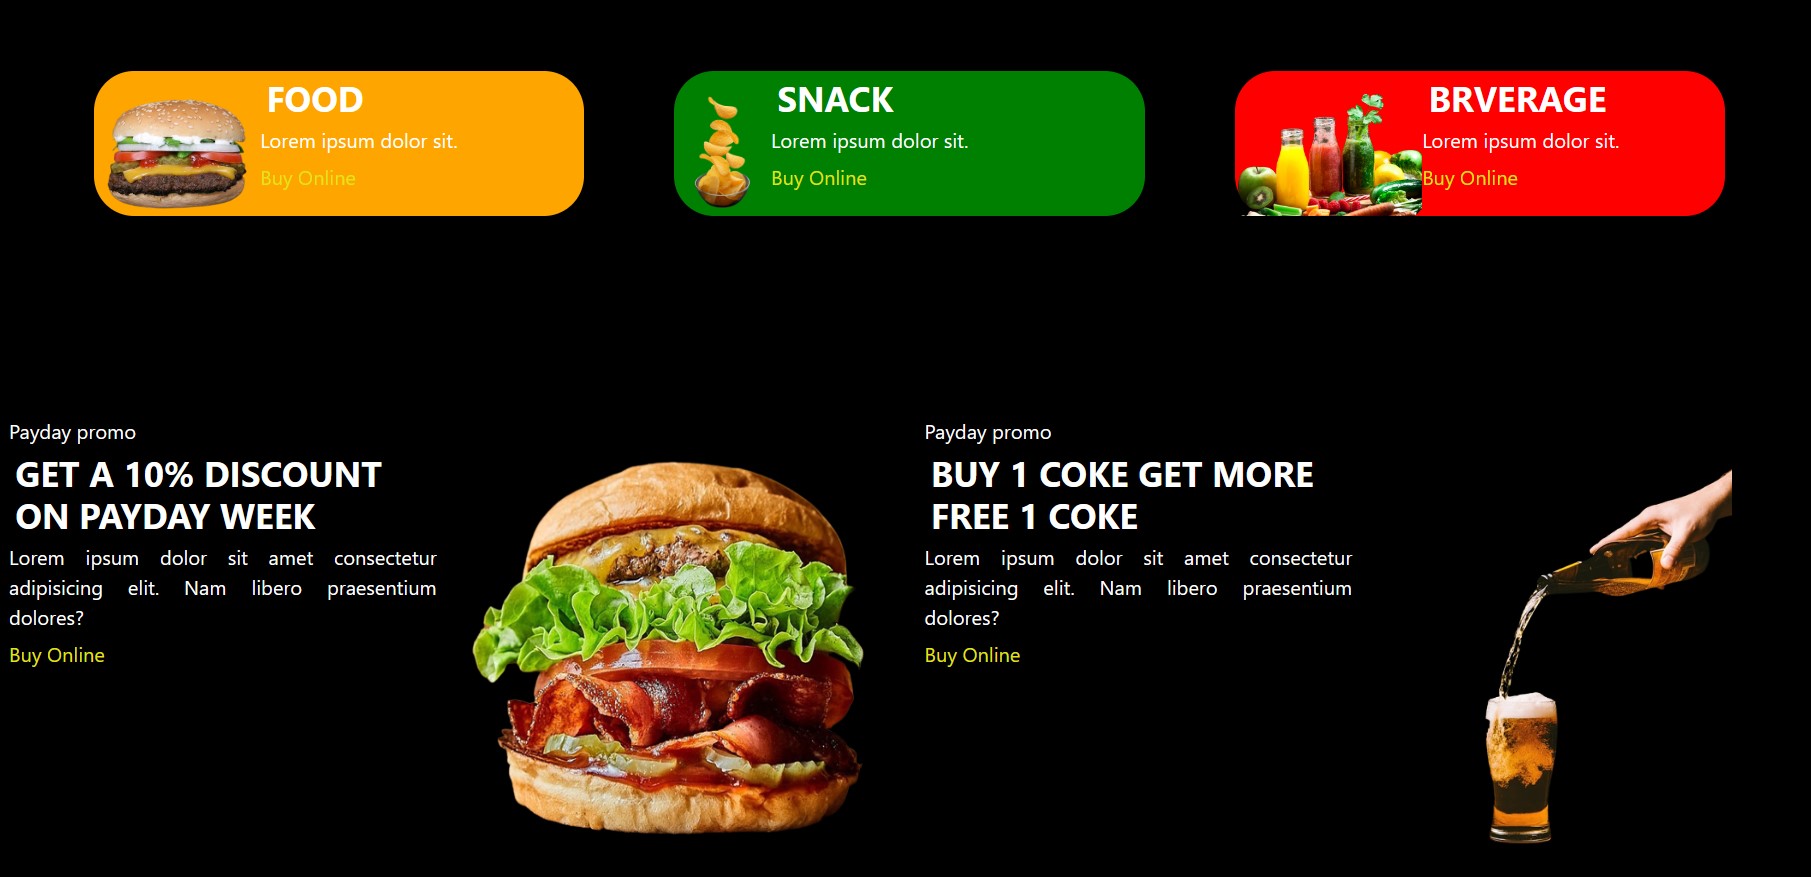 FOOD
Lorem ipsum dolor sit.
Buy Online
SNACK
Lorem ipsum dolor sit.
Buy Online
BRVERAGE
Lorem ipsum dolor sit.
Buy Online
Payday promo
GET A 10% DISCOUNT
ON PAYDAY WEEK
Lorem ipsum dolor sit amet consectetur
adipisicing elit. Nam libero praesentium
dolores?
Buy Online
Payday promo
BUY 1 COKE GET MORE
FREE 1 COKE
Lorem ipsum dolor sit amet consectetur
adipisicing elit. Nam libero praesentium
dolores?
Buy Online